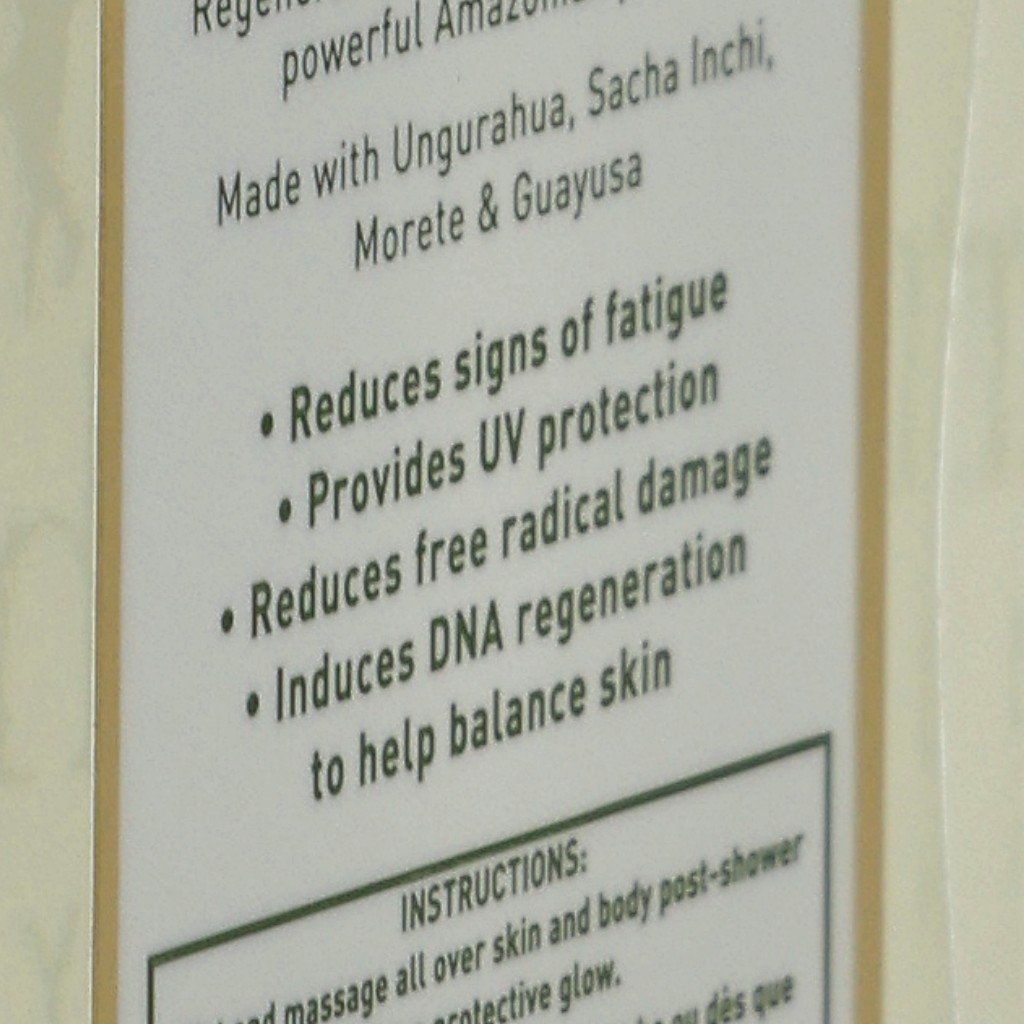 powerful
Made with Ungurahua, Sacha Inchi,
Morete & Guayusa
• Reduces signs of fatigue
• Provides UV protection
• Reduces free radical damage
• Induces DNA regeneration
to help balance skin
INSTRUCTIONS:
massage all over skin and body post-shower
glow.
ou dès que